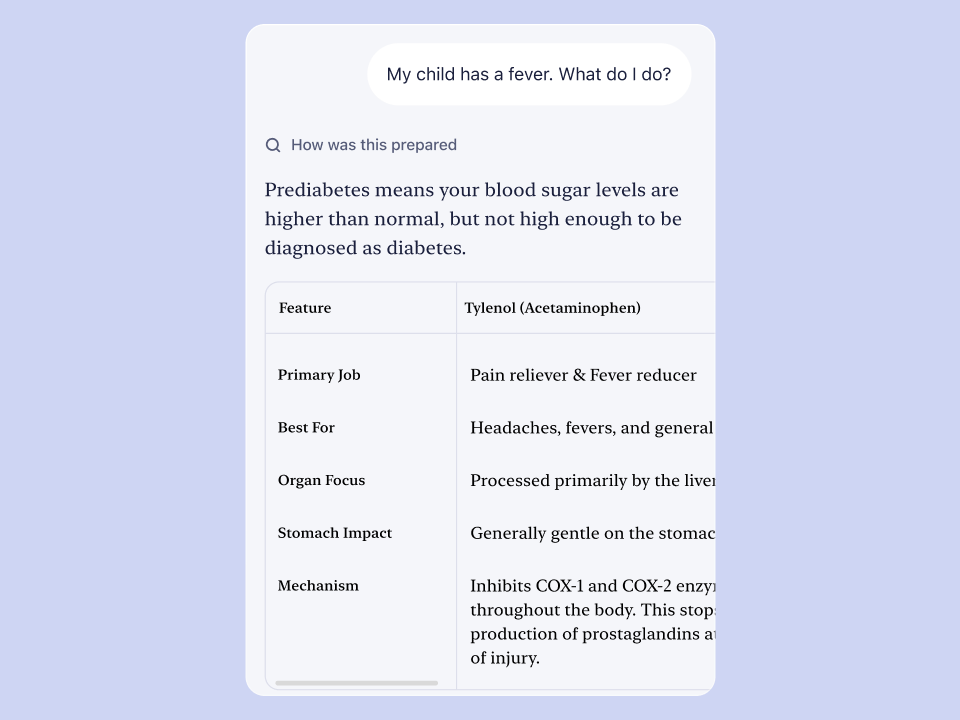 My child has a fever. What do I do?
How was this prepared
Prediabetes means your blood sugar levels are
higher than normal, but not high enough to be
diagnosed as diabetes.
Feature
Tylenol (Acetaminophen)
Primary Job
Pain reliever & Fever reducer
Best For
Headaches, fevers, and general
Organ Focus
Processed primarily by the liver
Stomach Impact
Generally gentle on the stomac
Mechanism
Inhibits COX-1 and COX-2
throughout the body. This stop
production of prostaglandins
of injury.